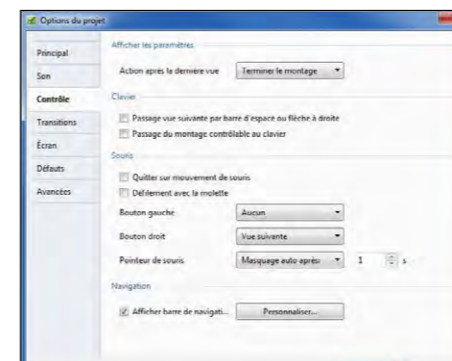 Options du projet
Principal
Son
Contrôle
Transitions
Écran
Défauts
Avancées
Afficher les paramètres
Action après la dernière vue Terminer le montage
Clavier
Passage vue suivante par barre d'espace ou flèche à droite
Passage du montage contrôlable au clavier
Souris
Quitter sur mouvement de souris
Défilement avec la molette
Bouton gauche Aucun
Bouton droit Vue suivante
Pointeur de souris Masquage auto après: 1 s
Navigation
Afficher barre de navigati... Personnaliser...